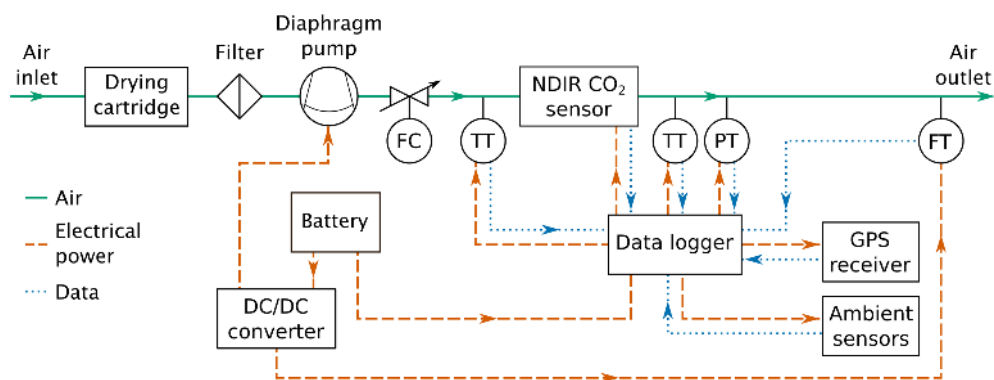 Air
inlet
Drying
cartridge
Filter
Diaphragm
pump
FC
TT
NDIR CO₂
sensor
TT
PT
Air
outlet
FT
Air
Electrical
power
Data
Battery
DC/DC
converter
Data logger
GPS
receiver
Ambient
sensors